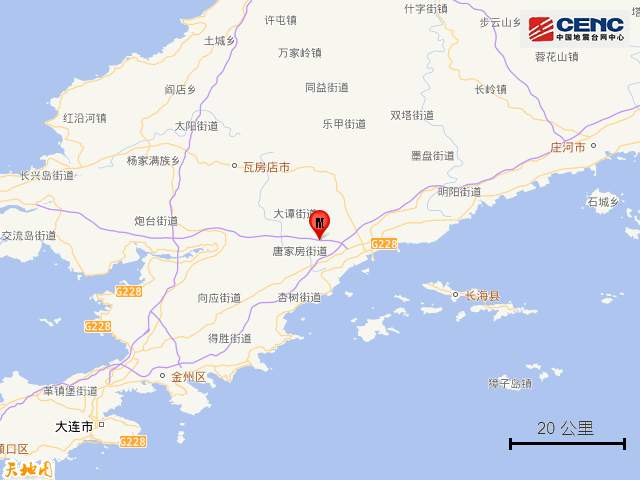 什字街镇
许屯镇
步云山乡
CENC
中国地震台网中心
土城乡
万家岭镇
蓉花山镇
阎店乡
同益街道
长岭镇
红沿河镇
太阳街道
乐甲街道
双塔街道
庄河市
杨家满族乡
瓦房店市
墨盘街道
长兴岛街道
明阳街道
石城乡
炮台街道
大谭街道
M
交流岛街道
唐家房街道
G228
G228
向应街道
杏树街道
长海县
G228
得胜街道
金州区
革镇堡街道
獐子岛镇
大连市
20 公里
G228
顺口区
天地图